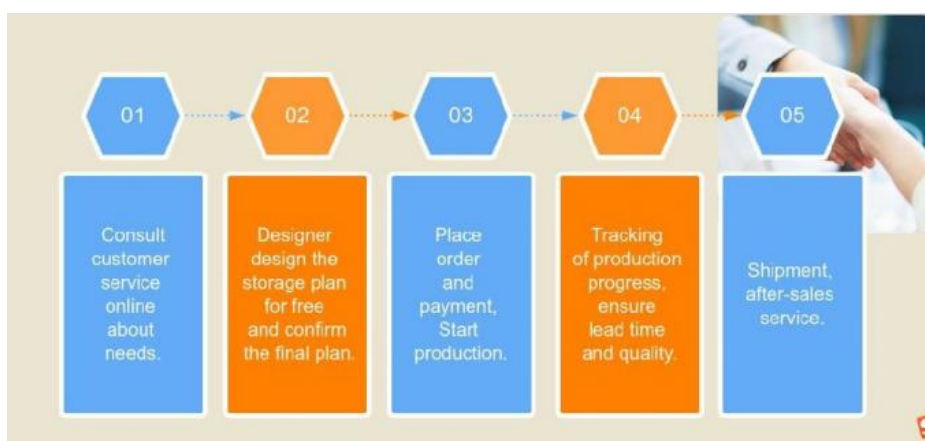 01
02
03
04
05
Consult
customer
service
online
about
needs.
Designer
design the
storage plan
for free
and confirm
the final plan.
Place
order
and
payment,
Start
production.
Tracking
of production
progress,
ensure
lead time
and quality.
Shipment,
after-sales
service.